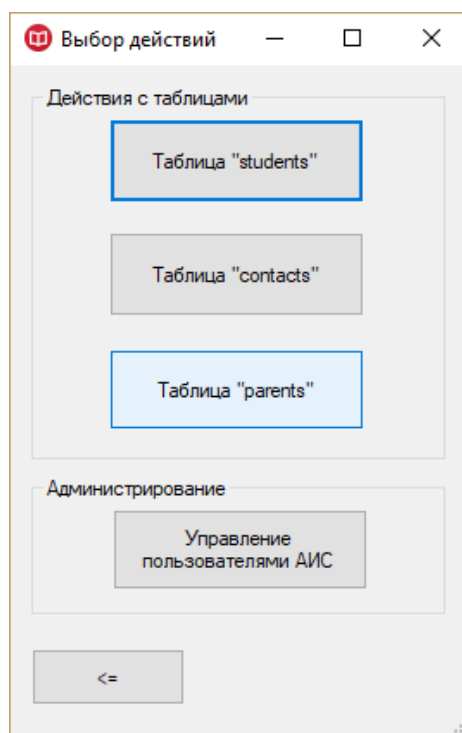 Выбор действий
Действия с таблицами
Таблица "students"
Таблица "contacts"
Таблица "parents"
Администрирование
Управление
пользователями АИС
<=